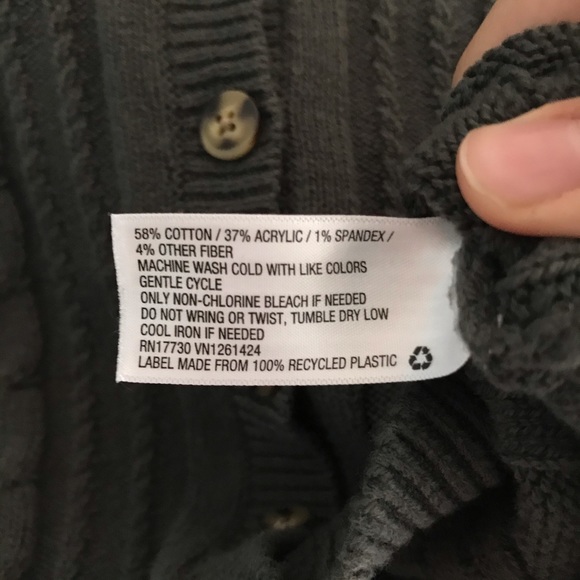 58% COTTON / 37% ACRYLIC / 1% SPANDEX /
4% OTHER FIBER
MACHINE WASH COLD WITH LIKE COLORS
GENTLE CYCLE
ONLY NON-CHLORINE BLEACH IF NEEDED
DO NOT WRING OR TWIST, TUMBLE DRY LOW
COOL IRON IF NEEDED
RN17730 VN1261424
LABEL MADE FROM 100% RECYCLED PLASTIC